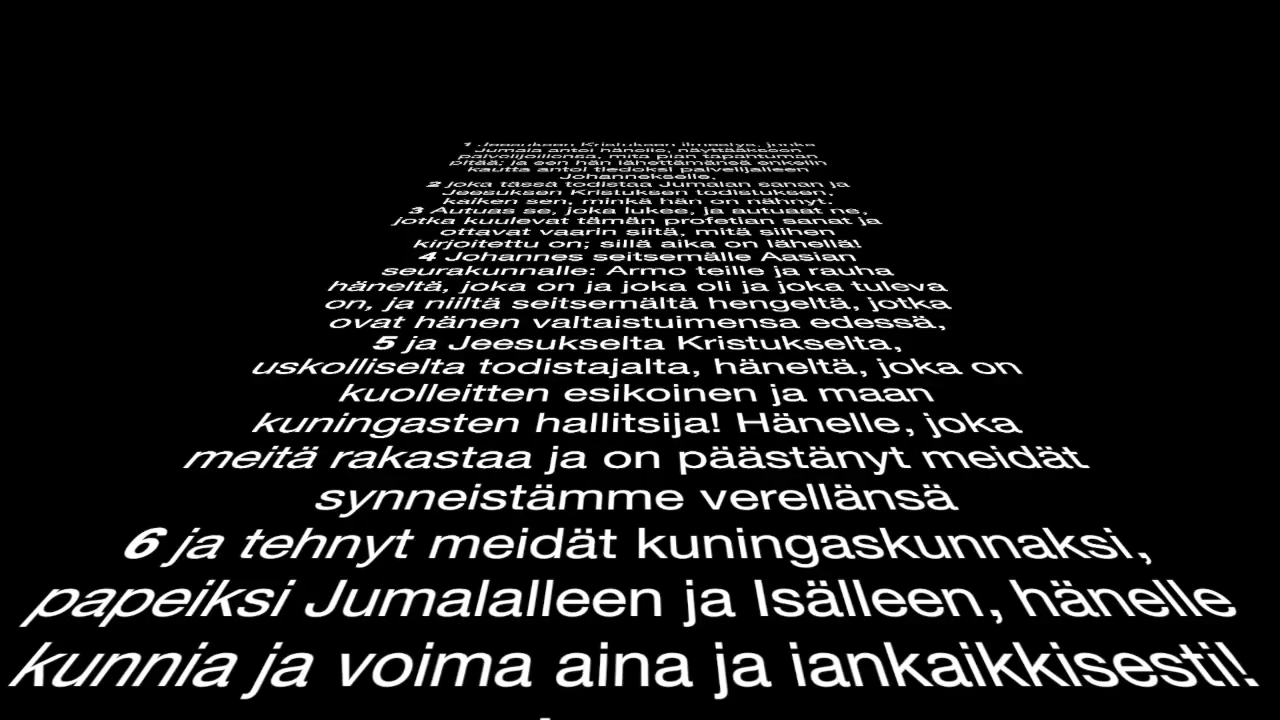 1 Jeesuksen Kristuksen ilmestys, jonka
Jumala antoi hänelle, näyttääkseen
palvelijoillensa, mitä pian tapahtuman
pitää; ja sen hän lähettämänsä enkelin
kautta antoi tiedoksi palvelijalleen
Johannekselle,
2 joka tässä todistaa Jumalan sanan ja
Jeesuksen Kristuksen todistuksen,
kaiken sen, minkä hän on nähnyt.
3 Autuas se, joka lukee, ja autuaat ne,
jotka kuulevat tämän profetian sanat ja
ottavat vaarin siitä, mitä siihen
kirjoitettu on; sillä aika on lähellä!
4 Johannes seitsemälle Aasian
seurakunnalle: Armo teille ja rauha
häneltä, joka on ja joka oli ja joka tuleva
on, ja niiltä seitsemältä hengeltä, jotka
ovat hänen valtaistuimensa edessä,
5 ja Jeesukselta Kristukselta,
uskolliselta todistajalta, häneltä, joka on
kuolleitten esikoinen ja maan
kuningasten hallitsija! Hänelle, joka
meitä rakastaa ja on päästänyt meidät
synneistämme verellänsä
6 ja tehnyt meidät kuningaskunnaksi,
papeiksi Jumalalleen ja Isälleen, hänelle
kunnia ja voima aina ja iankaikkisesti!